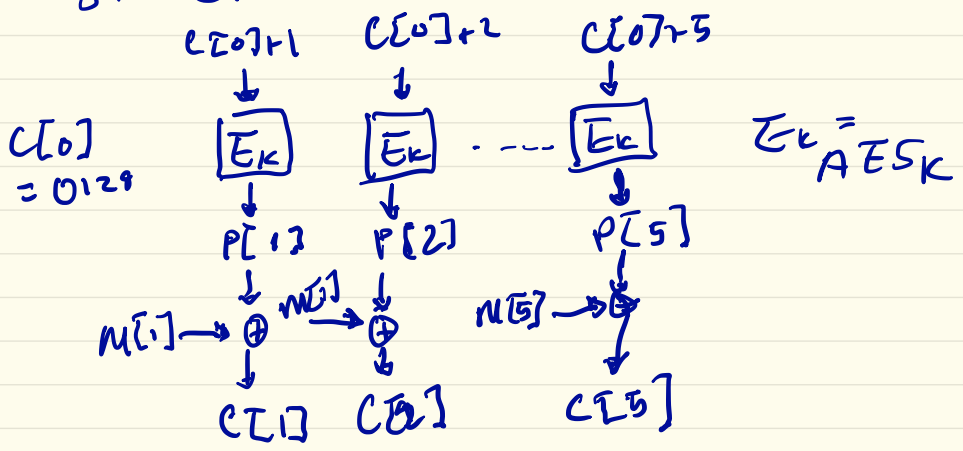 C[0]+1 C[0]+2 C[0]+5
C[0]
= 0128
EK EK ..... EK
EK = AESK
P[1] P[2] P[5]
M[1] M[2] M[5]
C[1] C[2] C[5]